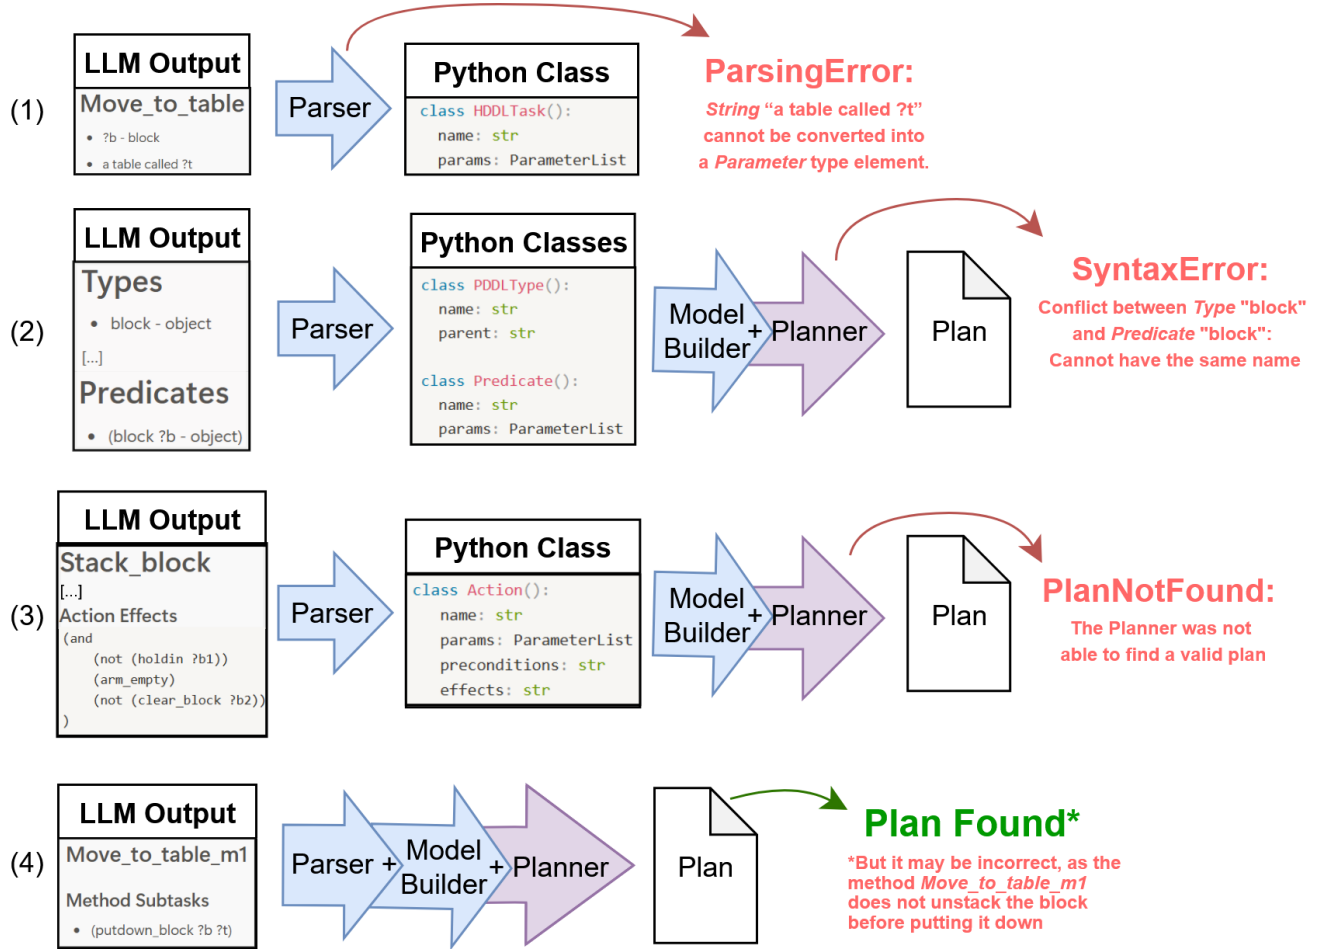 (1)
LLM Output
Move_to_table
• ?b - block
• a table called ?t
Parser
Python Class
class HDDLTask():
name: str
params: ParameterList
ParsingError:
String “a table called ?t”
cannot be converted into
a Parameter type element.
(2)
LLM Output
Types
• block - object
[...]
Predicates
• (block ?b - object)
Parser
Python Classes
class PDDLType():
name: str
parent: str
class Predicate():
name: str
params: ParameterList
Model
Builder
+
Planner
Plan
SyntaxError:
Conflict between Type "block"
and Predicate "block":
Cannot have the same name
(3)
LLM Output
Stack_block
[...]
Action Effects
(and
(not (holdin ?b1))
(arm_empty)
(not (clear_block ?b2))
)
Parser
Python Class
class Action():
name: str
params: ParameterList
preconditions: str
effects: str
Model
Builder
+
Planner
Plan
PlanNotFound:
The Planner was not
able to find a valid plan
(4)
LLM Output
Move_to_table_m1
Method Subtasks
• (putdown_block ?b ?t)
Parser
+
Model
Builder
+
Planner
Plan
Plan Found*
*But it may be incorrect, as the
method Move_to_table_m1
does not unstack the block
before putting it down